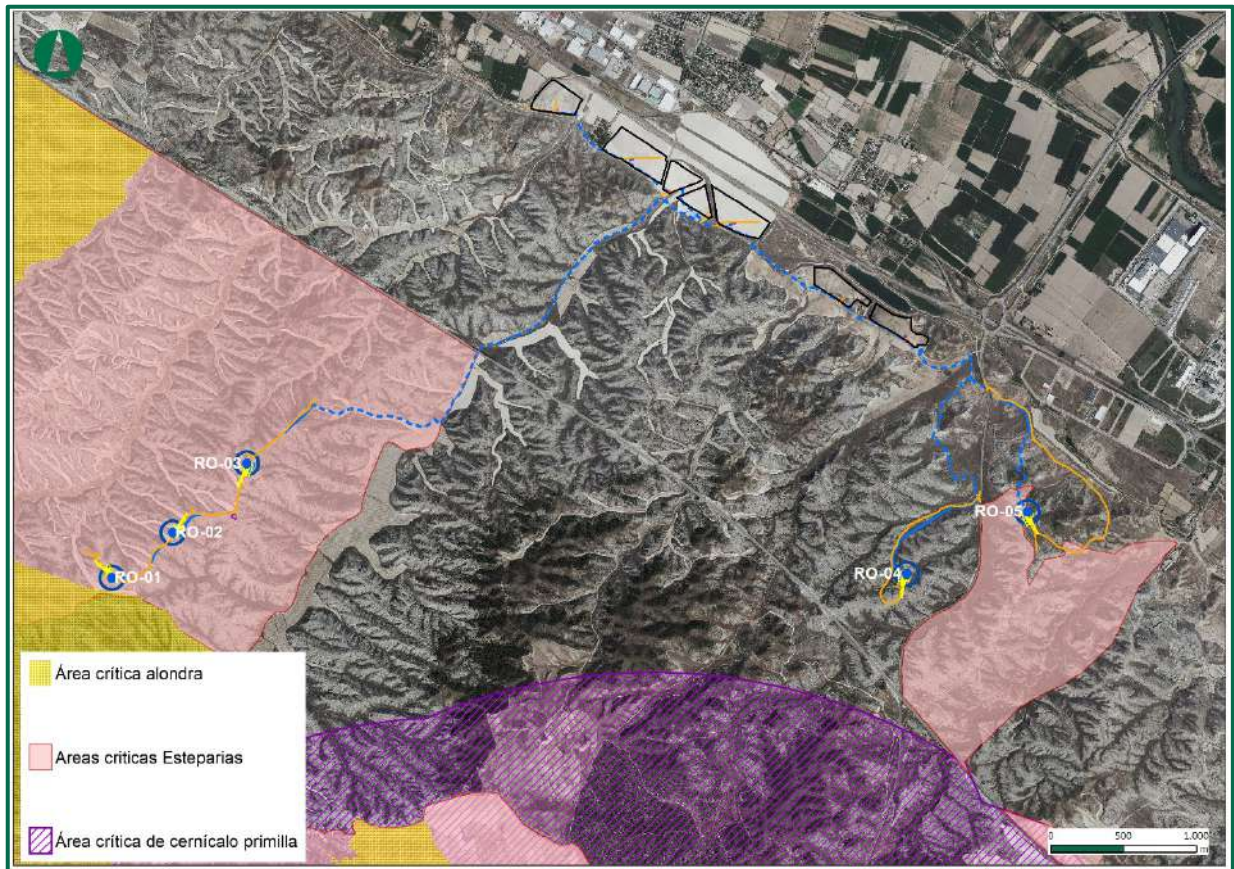 RO-03
RO-02
RO-01
RO-05
RO-04
Área crítica alondra
Areas criticas Esteparias
Área crítica de cernícalo primilla
0 500 1.000
m